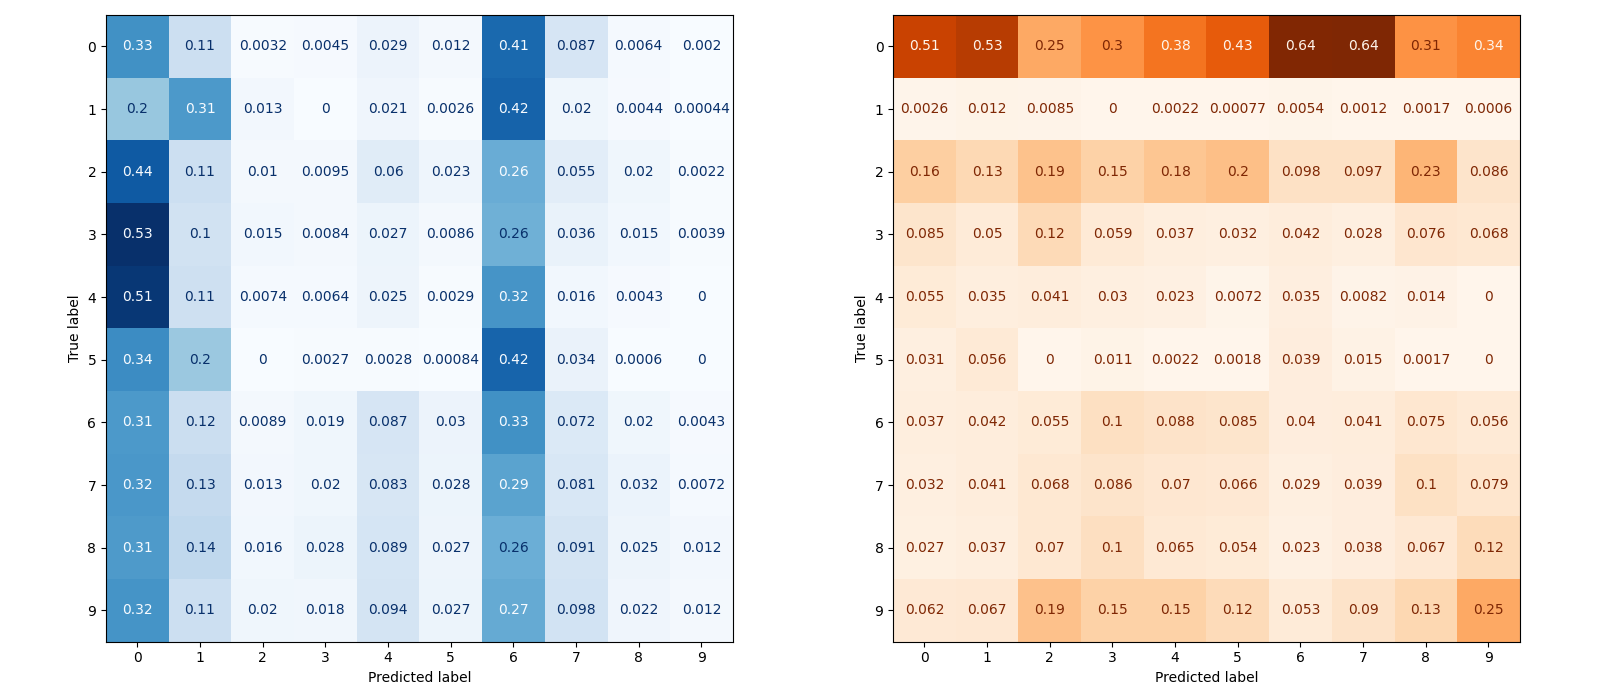 0 0.33 0.11 0.0032 0.0045 0.029 0.012 0.41 0.087 0.0064 0.002
1 0.2 0.31 0.013 0 0.021 0.0026 0.42 0.02 0.0044 0.00044
2 0.44 0.11 0.01 0.0095 0.06 0.023 0.26 0.055 0.02 0.0022
3 0.53 0.1 0.015 0.0084 0.027 0.0086 0.26 0.036 0.015 0.0039
4 0.51 0.11 0.0074 0.0064 0.025 0.0029 0.32 0.016 0.0043 0
5 0.34 0.2 0 0.0027 0.0028 0.00084 0.42 0.034 0.0006 0
6 0.31 0.12 0.0089 0.019 0.087 0.03 0.33 0.072 0.02 0.0043
7 0.32 0.13 0.013 0.02 0.083 0.028 0.29 0.081 0.032 0.0072
8 0.31 0.14 0.016 0.028 0.089 0.027 0.26 0.091 0.025 0.012
9 0.32 0.11 0.02 0.018 0.094 0.027 0.27 0.098 0.022 0.012
0 1 2 3 4 5 6 7 8 9
Predicted label
True label
0 0.51 0.53 0.25 0.3 0.38 0.43 0.64 0.64 0.31 0.34
1 0.0026 0.012 0.0085 0 0.0022 0.00077 0.0054 0.0012 0.0017 0.0006
2 0.16 0.13 0.19 0.15 0.18 0.2 0.098 0.097 0.23 0.086
3 0.085 0.05 0.12 0.059 0.037 0.032 0.042 0.028 0.076 0.068
4 0.055 0.035 0.041 0.03 0.023 0.0072 0.035 0.0082 0.014 0
5 0.031 0.056 0 0.011 0.0022 0.0018 0.039 0.015 0.0017 0
6 0.037 0.042 0.055 0.1 0.088 0.085 0.04 0.041 0.075 0.056
7 0.032 0.041 0.068 0.086 0.07 0.066 0.029 0.039 0.1 0.079
8 0.027 0.037 0.07 0.1 0.065 0.054 0.023 0.038 0.067 0.12
9 0.062 0.067 0.19 0.15 0.15 0.12 0.053 0.09 0.13 0.25
0 1 2 3 4 5 6 7 8 9
Predicted label
True label